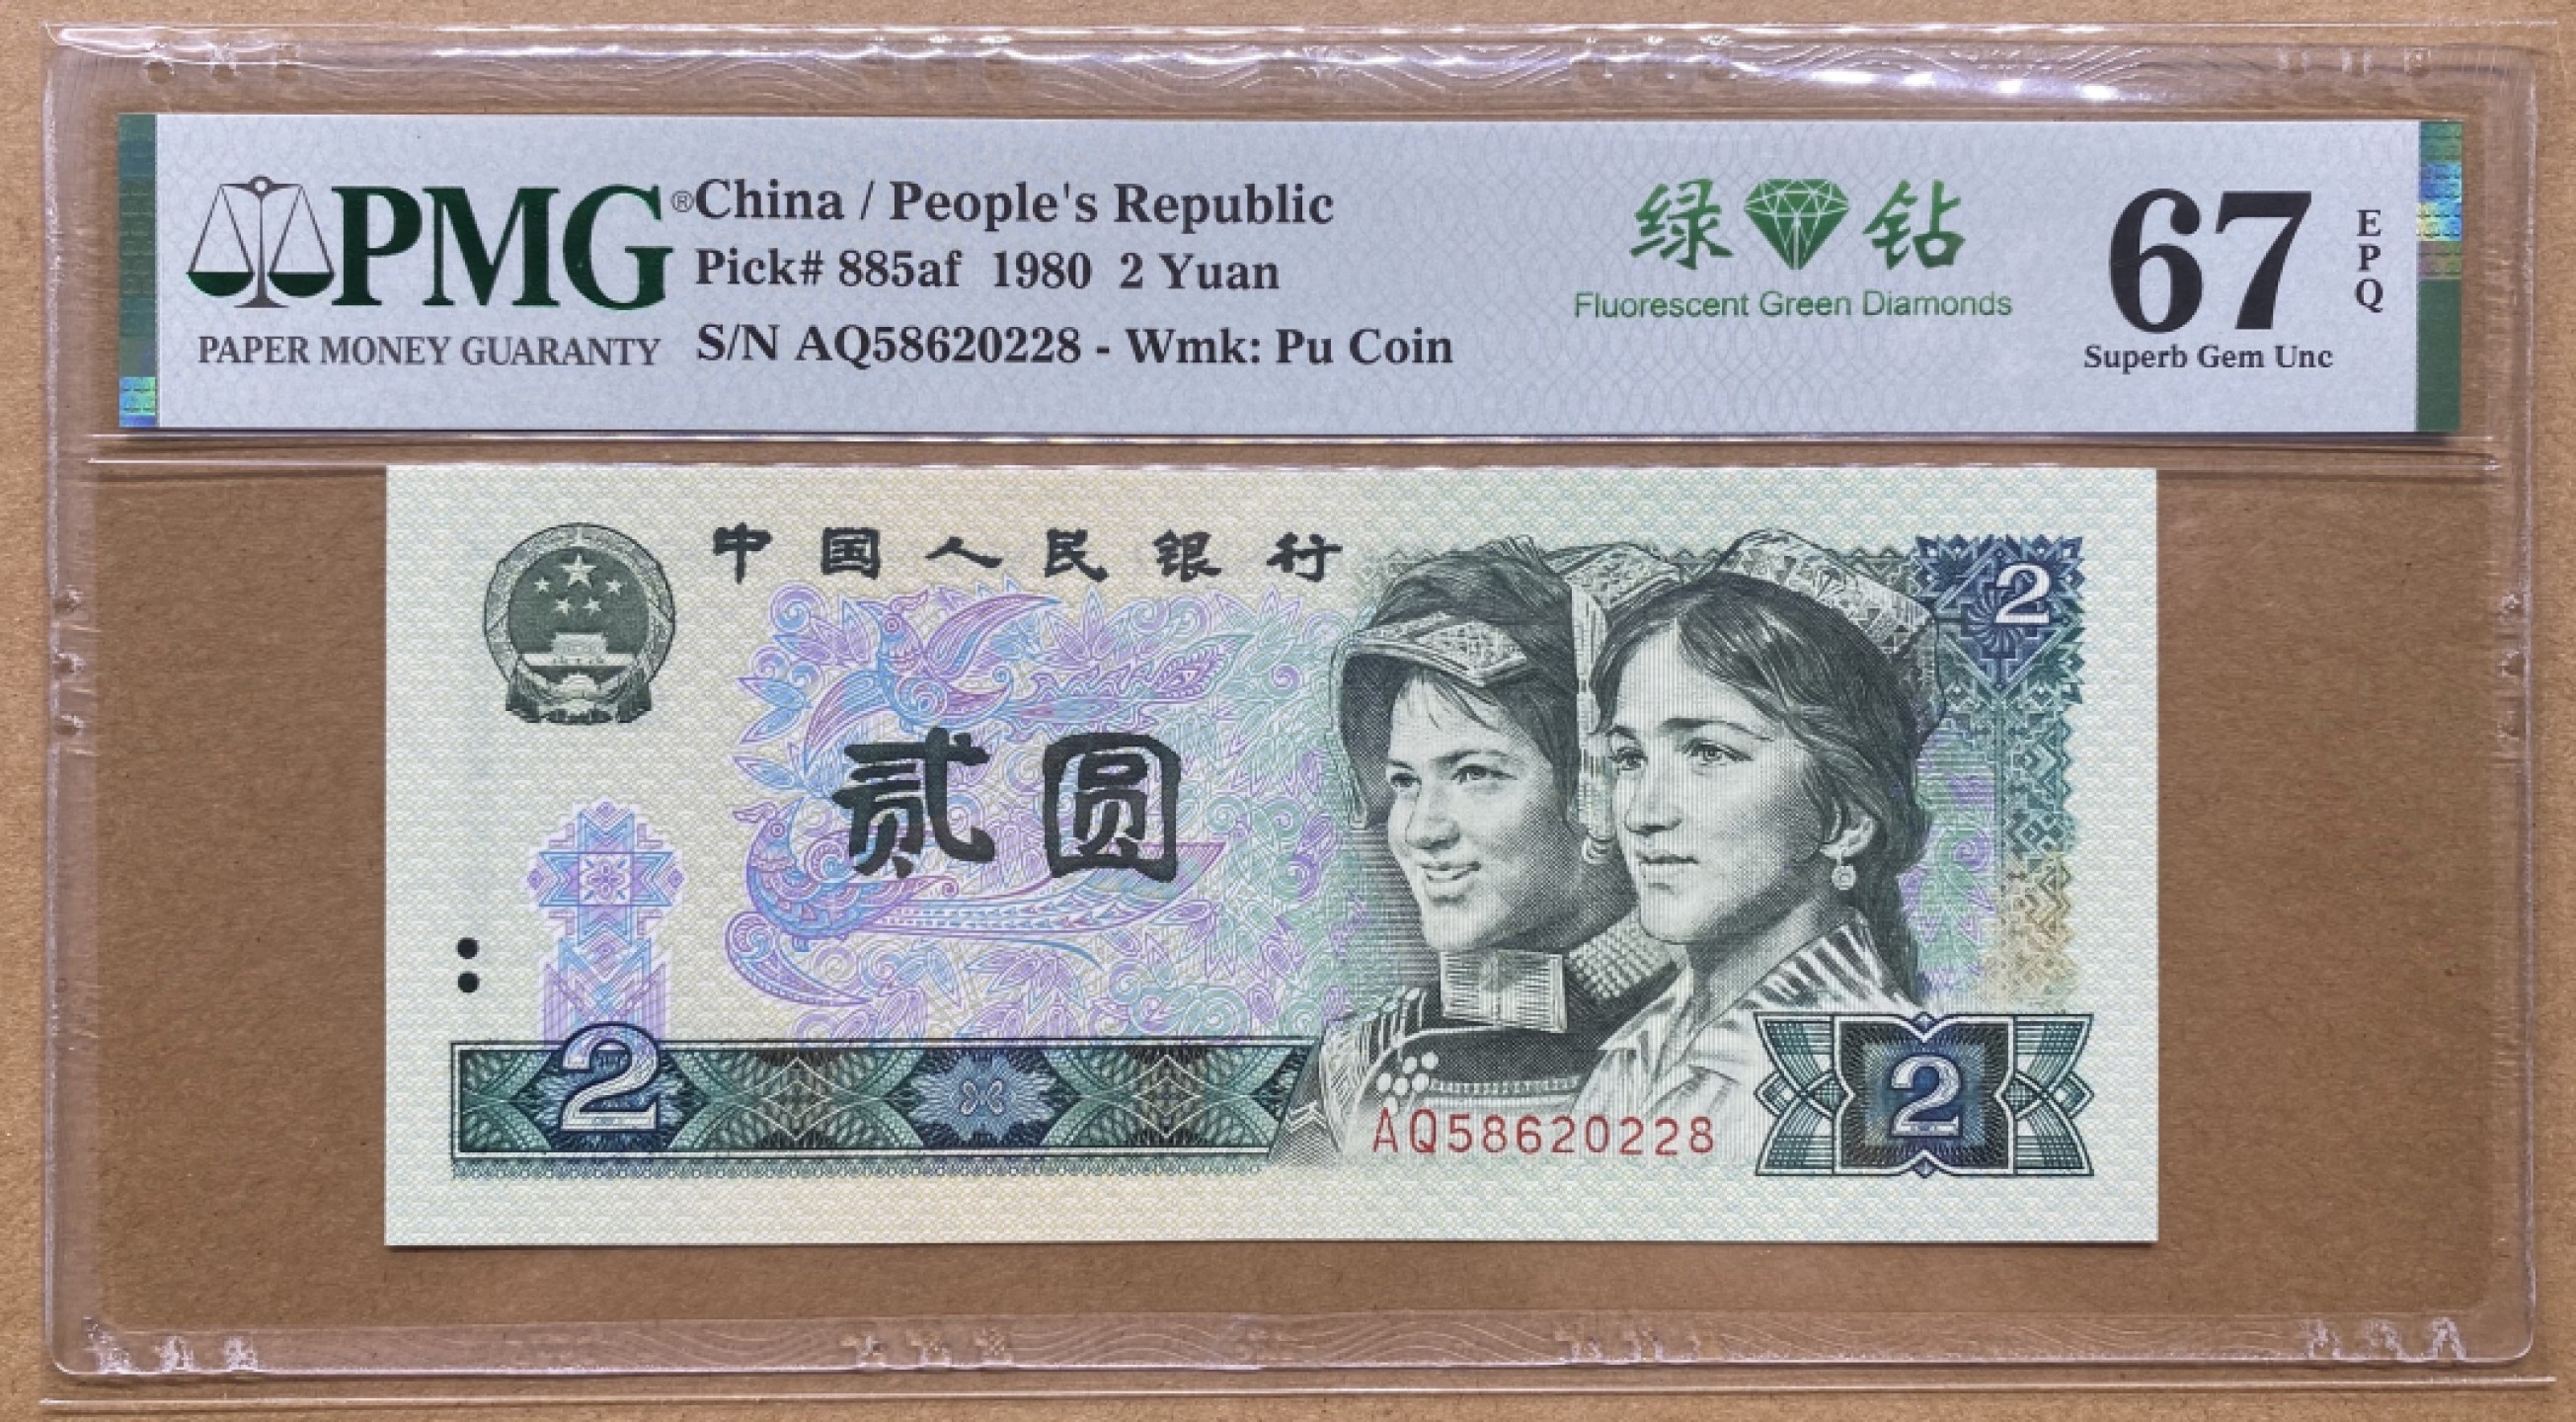 PMG®
PAPER MONEY GUARANTY
China / People's Republic
Pick# 885af 1980 2 Yuan
S/N AQ58620228 - Wmk: Pu Coin
绿钻
Fluorescent Green Diamonds
67
EPQ
Superb Gem Unc
中国人民银行
2
贰圆
2
AQ58620228
2